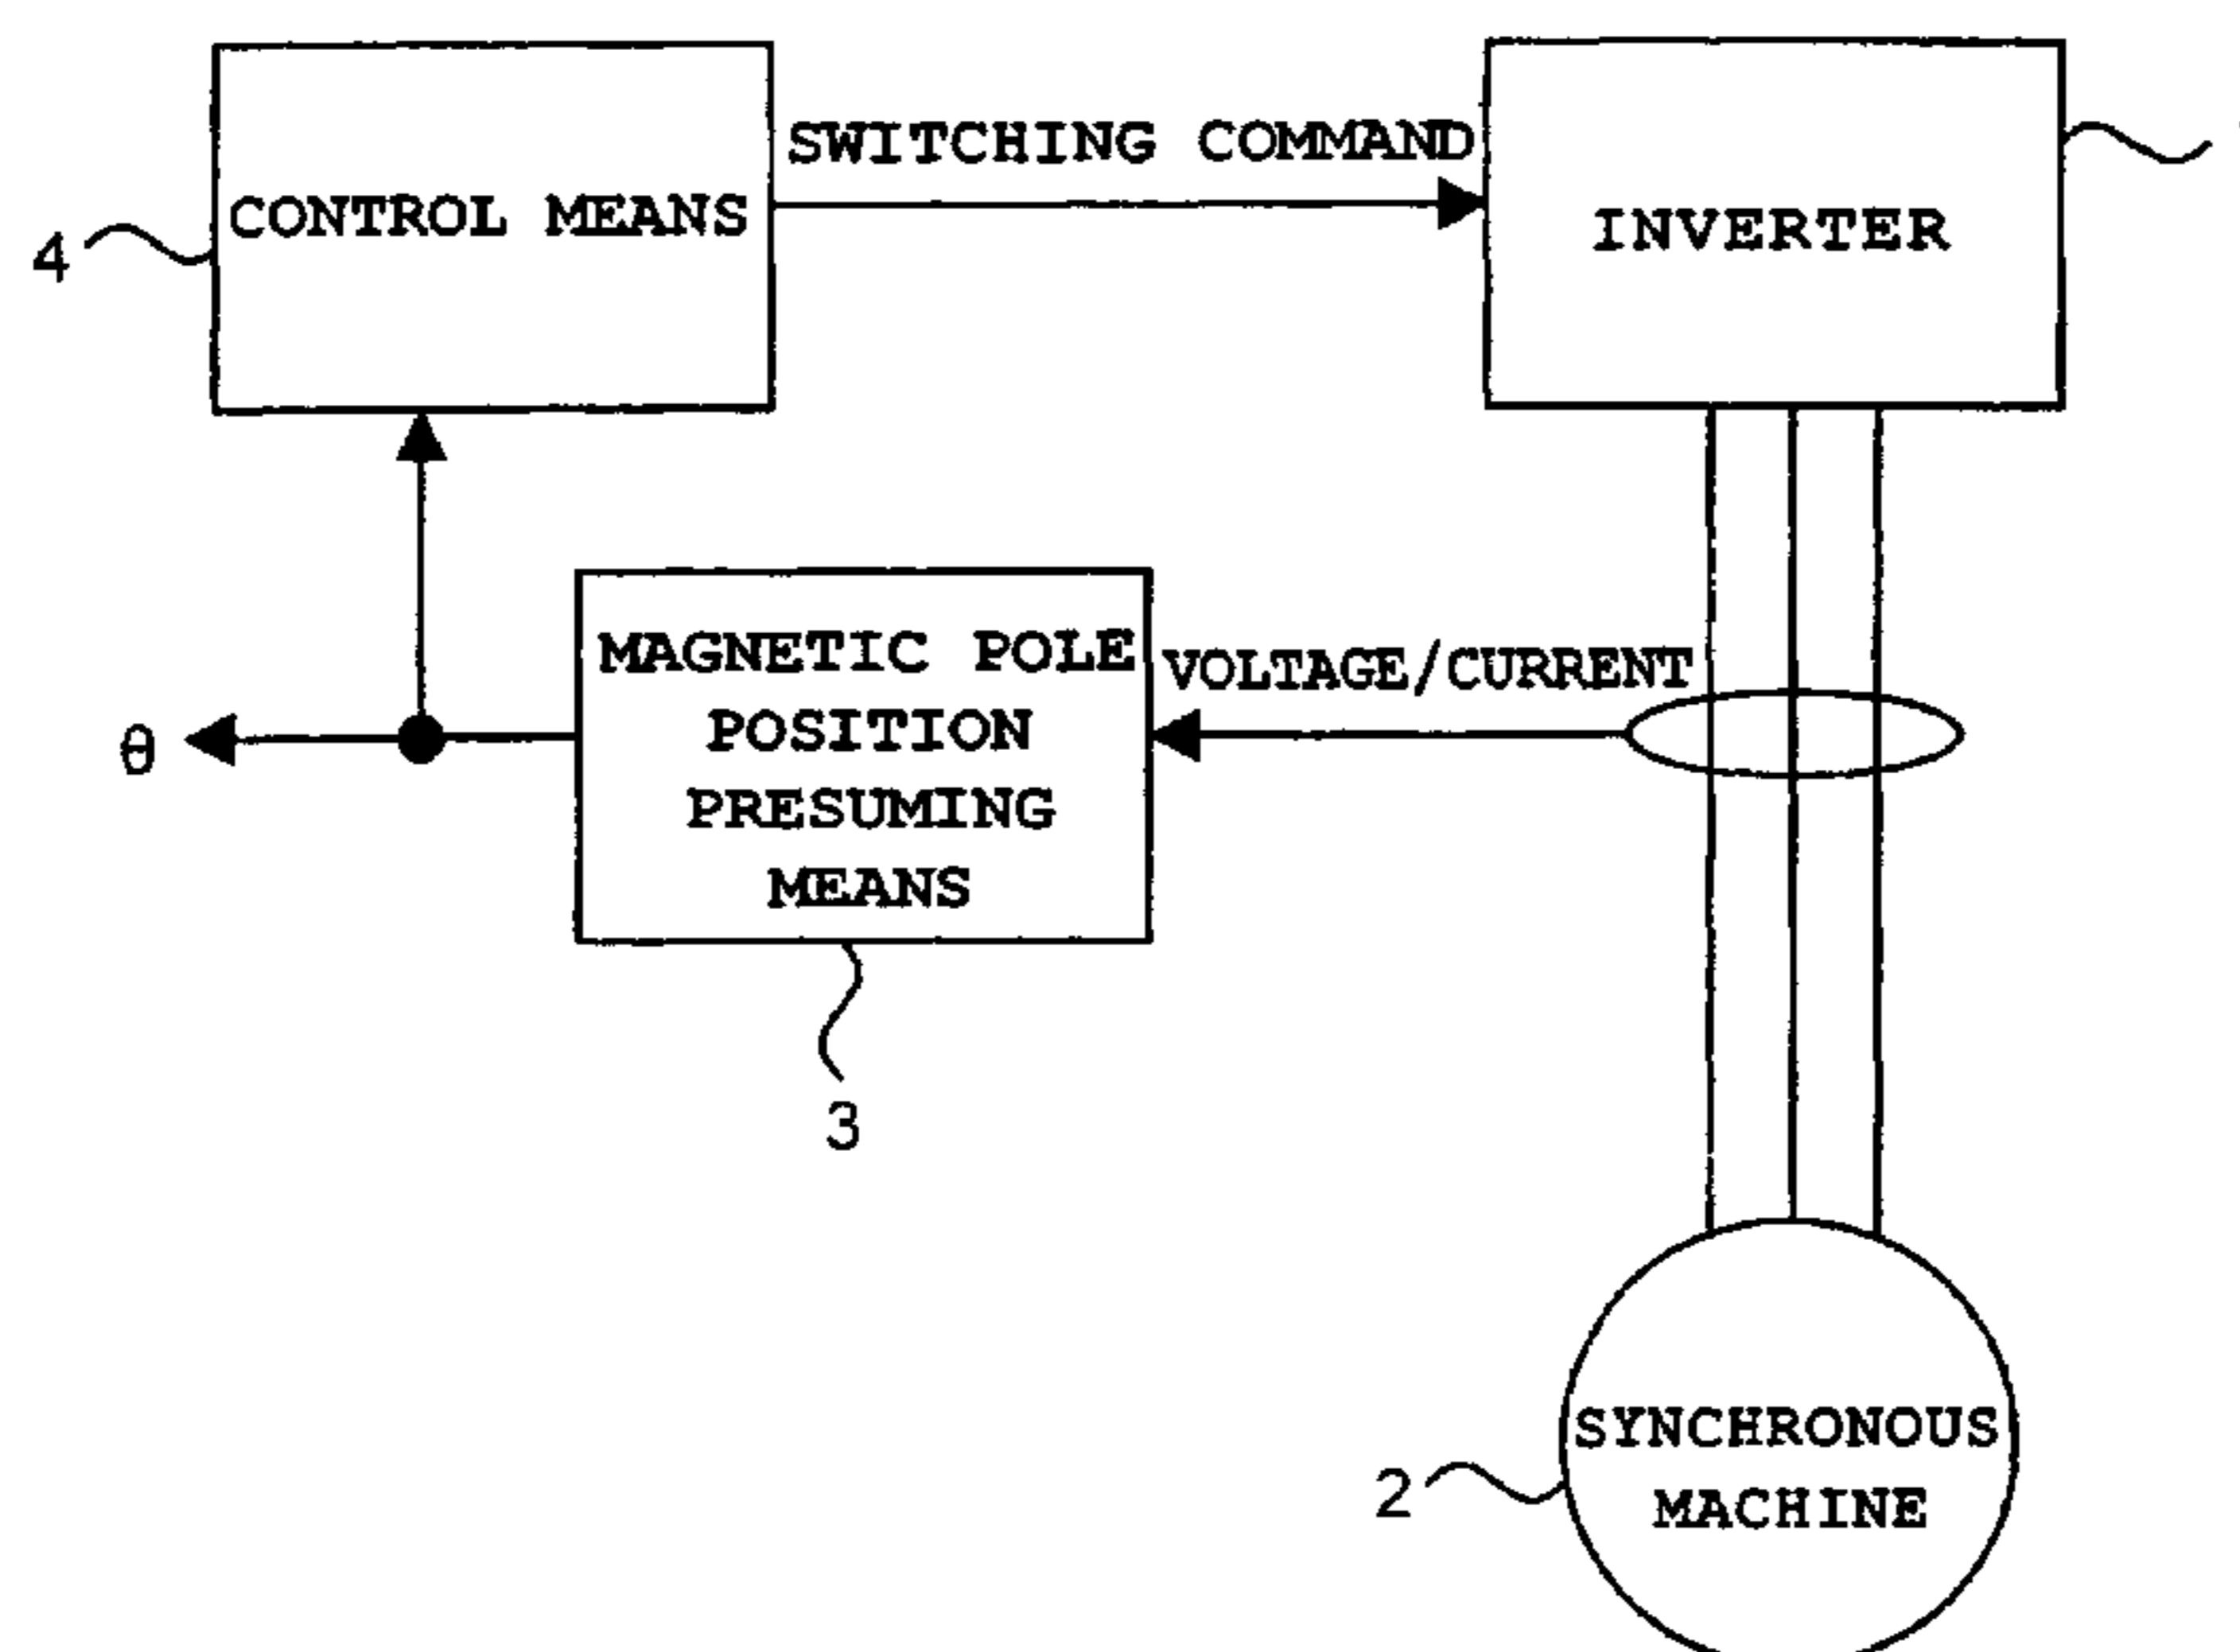 SWITCHING COMMAND
CONTROL MEANS
INVERTER
4
MAGNETIC POLE
POSITION
PRESUMING
MEANS
VOLTAGE/CURRENT
θ
3
SYNCHRONOUS
MACHINE
2